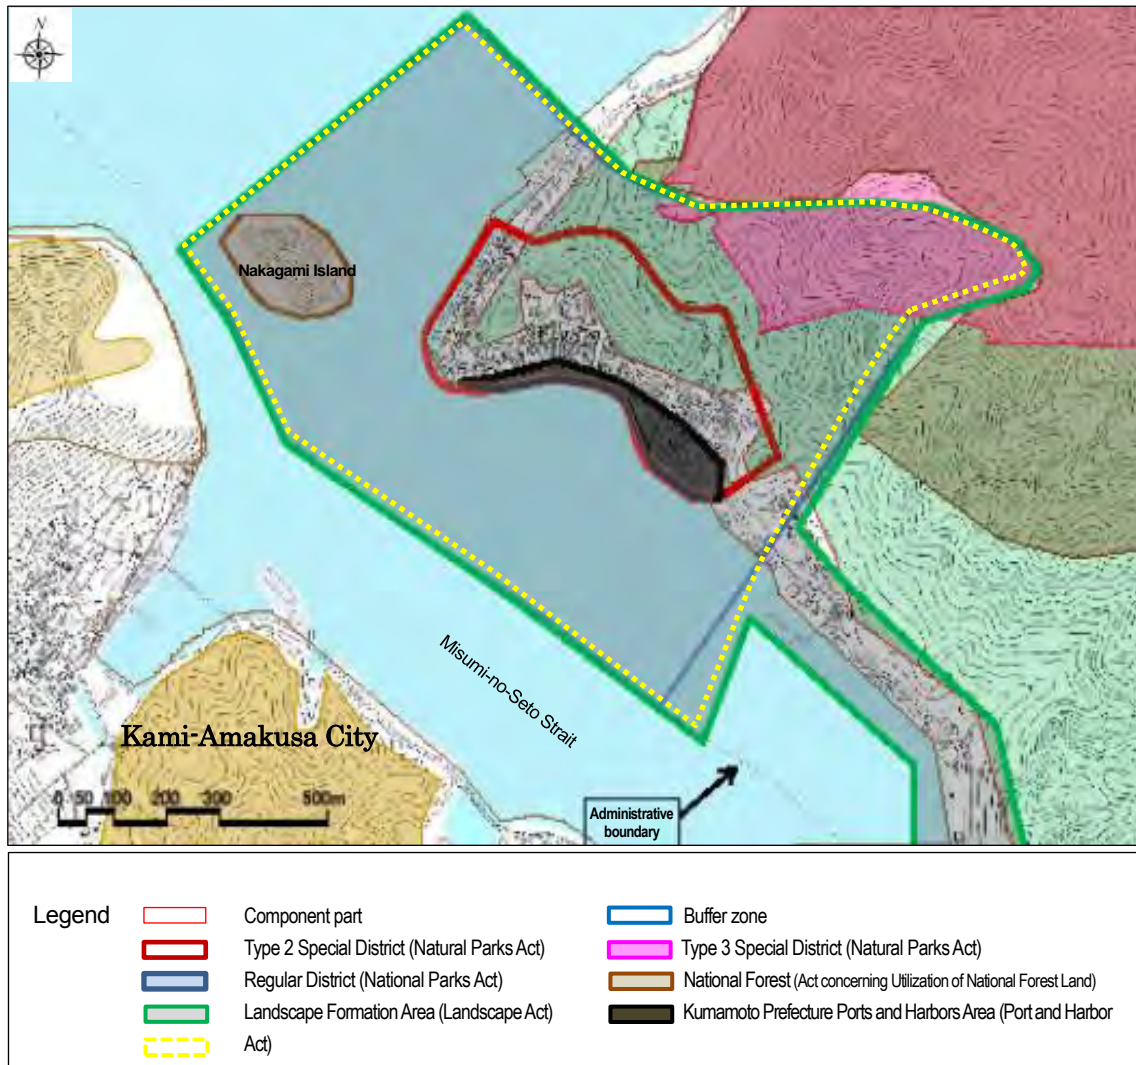 N
Nakagami Island
Misumi-no-Seto Strait
Kami-Amakusa City
0 50 100 200 300 500m
Administrative
boundary
Legend
Component part
Buffer zone
Type 2 Special District (Natural Parks Act)
Type 3 Special District (Natural Parks Act)
Regular District (National Parks Act)
National Forest (Act concerning Utilization of National Forest Land)
Landscape Formation Area (Landscape Act)
Kumamoto Prefecture Ports and Harbors Area (Port and Harbor
Act)